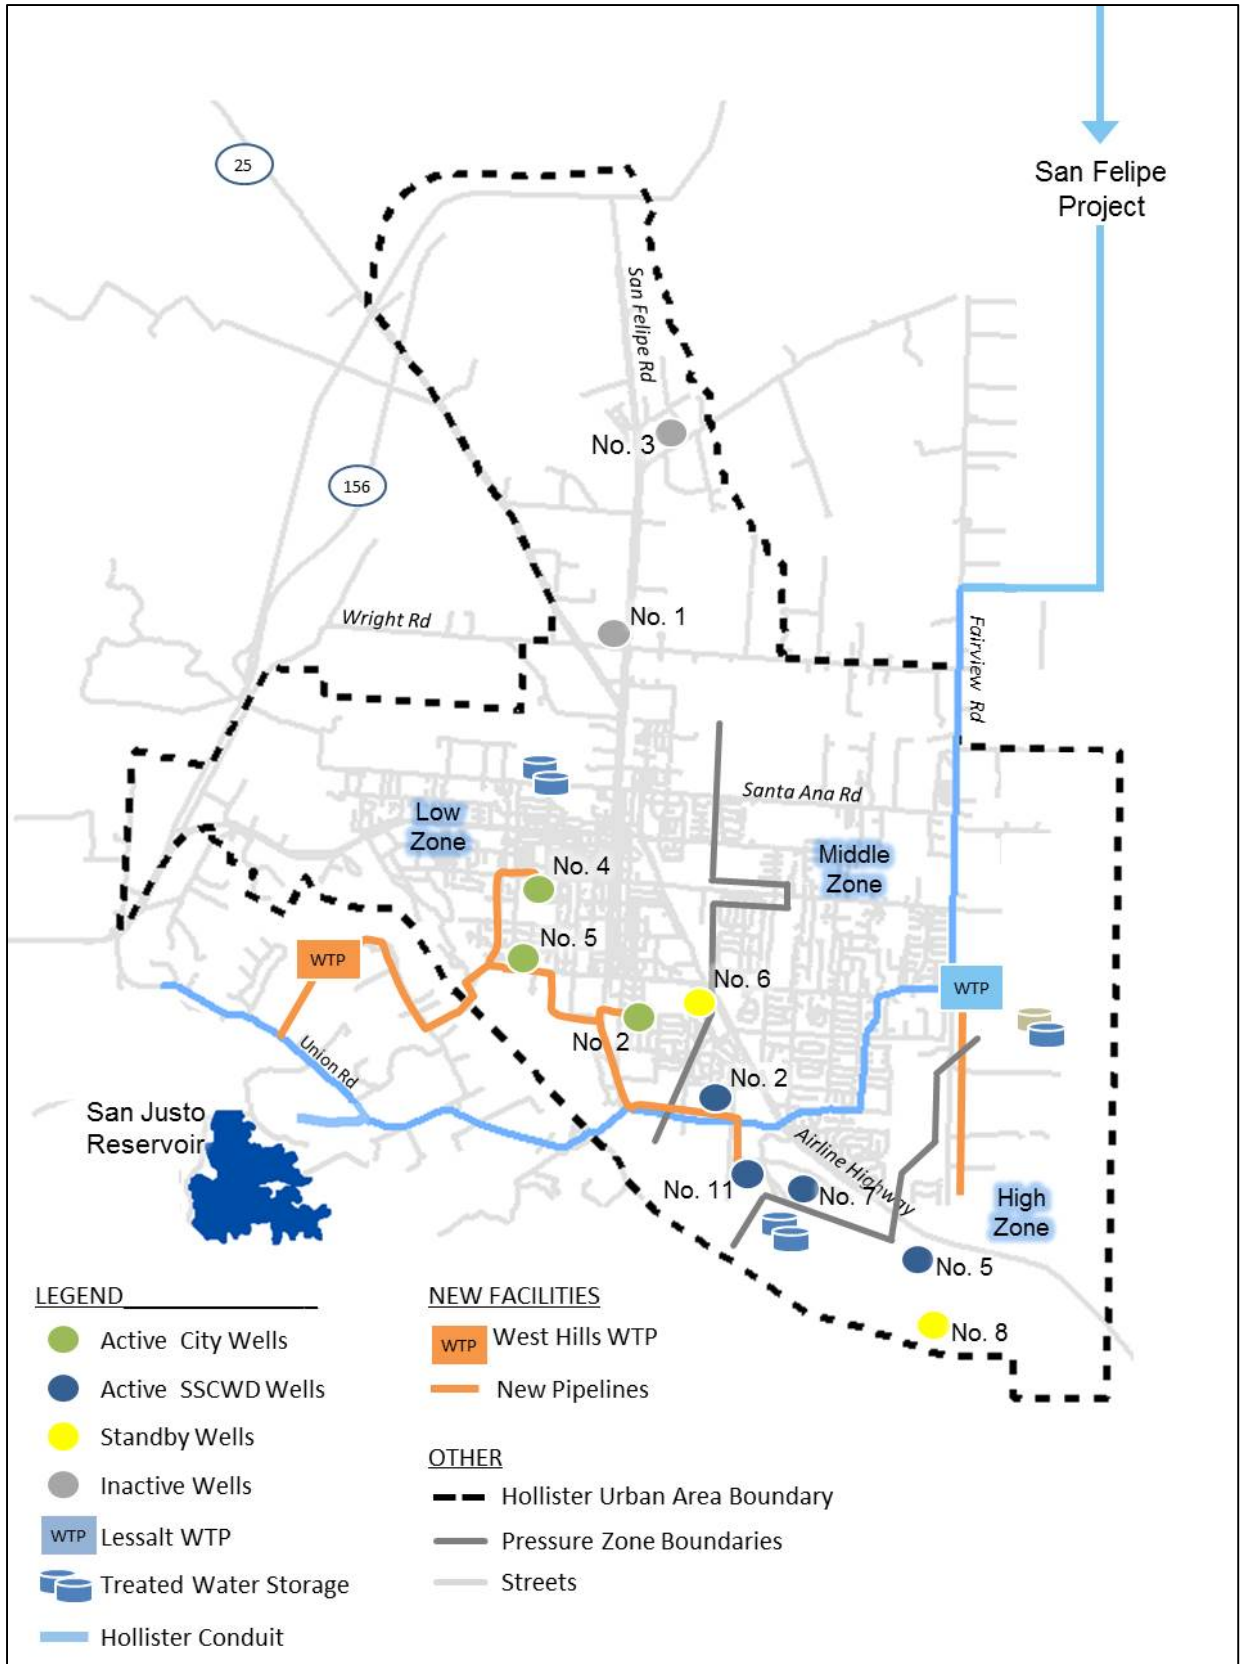 25
San Felipe
Project
San Felipe Rd
No. 3
156
Wright Rd
No. 1
Fairview Rd
Santa Ana Rd
Low
Zone
Middle
Zone
No. 4
No. 5
WTP
No. 6
WTP
No. 2
Union Rd
No. 2
San Justo
Reservoir
Airline Highway
No. 11
No. 7
High
Zone
No. 5
No. 8
LEGEND
Active City Wells
Active SSCWD Wells
Standby Wells
Inactive Wells
WTP Lessalt WTP
Treated Water Storage
Hollister Conduit
NEW FACILITIES
WTP West Hills WTP
New Pipelines
OTHER
Hollister Urban Area Boundary
Pressure Zone Boundaries
Streets